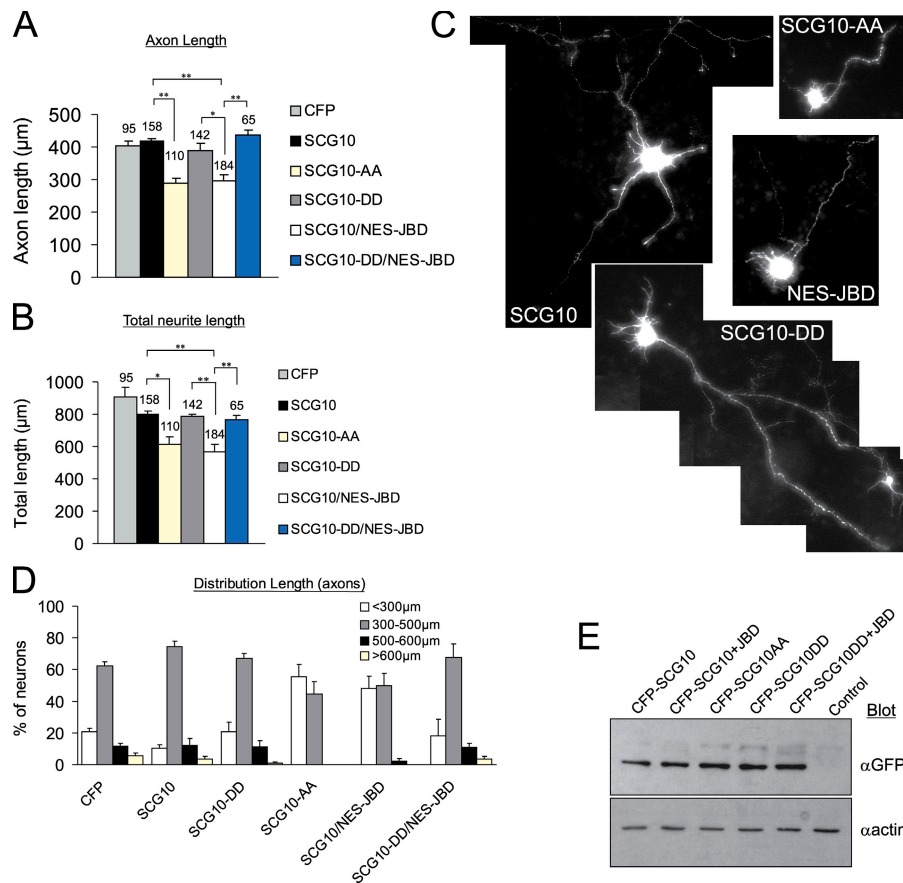 A
Axon Length
**
**
*
**
95
158
110
142
184
65
500
400
300
200
100
0
Axon length (µm)
CFP
SCG10
SCG10-AA
SCG10-DD
SCG10/NES-JBD
SCG10-DD/NES-JBD
B
Total neurite length
**
*
**
**
95
158
110
142
184
65
1000
800
600
400
200
0
Total length (µm)
CFP
SCG10
SCG10-AA
SCG10-DD
SCG10/NES-JBD
SCG10-DD/NES-JBD
C
SCG10-AA
SCG10
NES-JBD
SCG10-DD
D
Distribution Length (axons)
<300µm
300-500µm
500-600µm
>600µm
100
80
60
40
20
0
% of neurons
CFP
SCG10
SCG10-DD
SCG10-AA
SCG10/NES-JBD
SCG10-DD/NES-JBD
E
CFP-SCG10
CFP-SCG10+JBD
CFP-SCG10AA
CFP-SCG10DD
CFP-SCG10DD+JBD
Control
Blot
αGFP
αactin